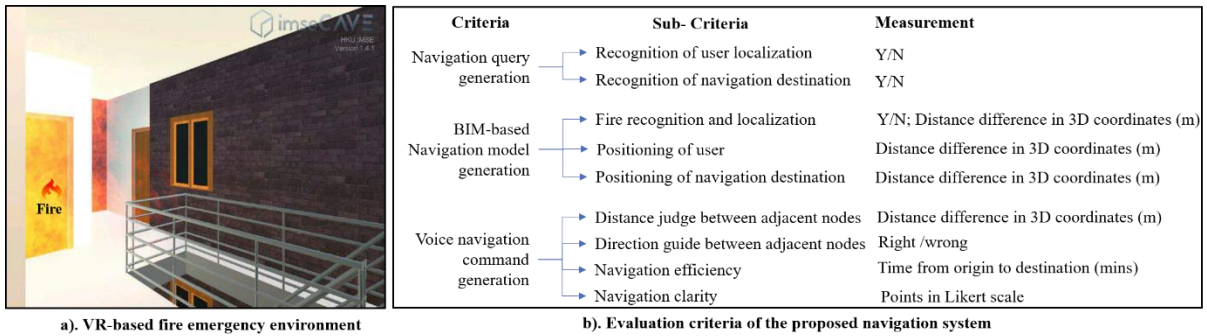 imseCAVE
HKU IMSE
Version 1.4.1
Fire
a). VR-based fire emergency environment
Criteria Sub- Criteria Measurement
Navigation query
generation
Recognition of user localization Y/N
Recognition of navigation destination Y/N
BIM-based
Navigation model
generation
Fire recognition and localization Y/N; Distance difference in 3D coordinates (m)
Positioning of user Distance difference in 3D coordinates (m)
Positioning of navigation destination Distance difference in 3D coordinates (m)
Voice navigation
command
generation
Distance judge between adjacent nodes Distance difference in 3D coordinates (m)
Direction guide between adjacent nodes Right /wrong
Navigation efficiency Time from origin to destination (mins)
Navigation clarity Points in Likert scale
b). Evaluation criteria of the proposed navigation system